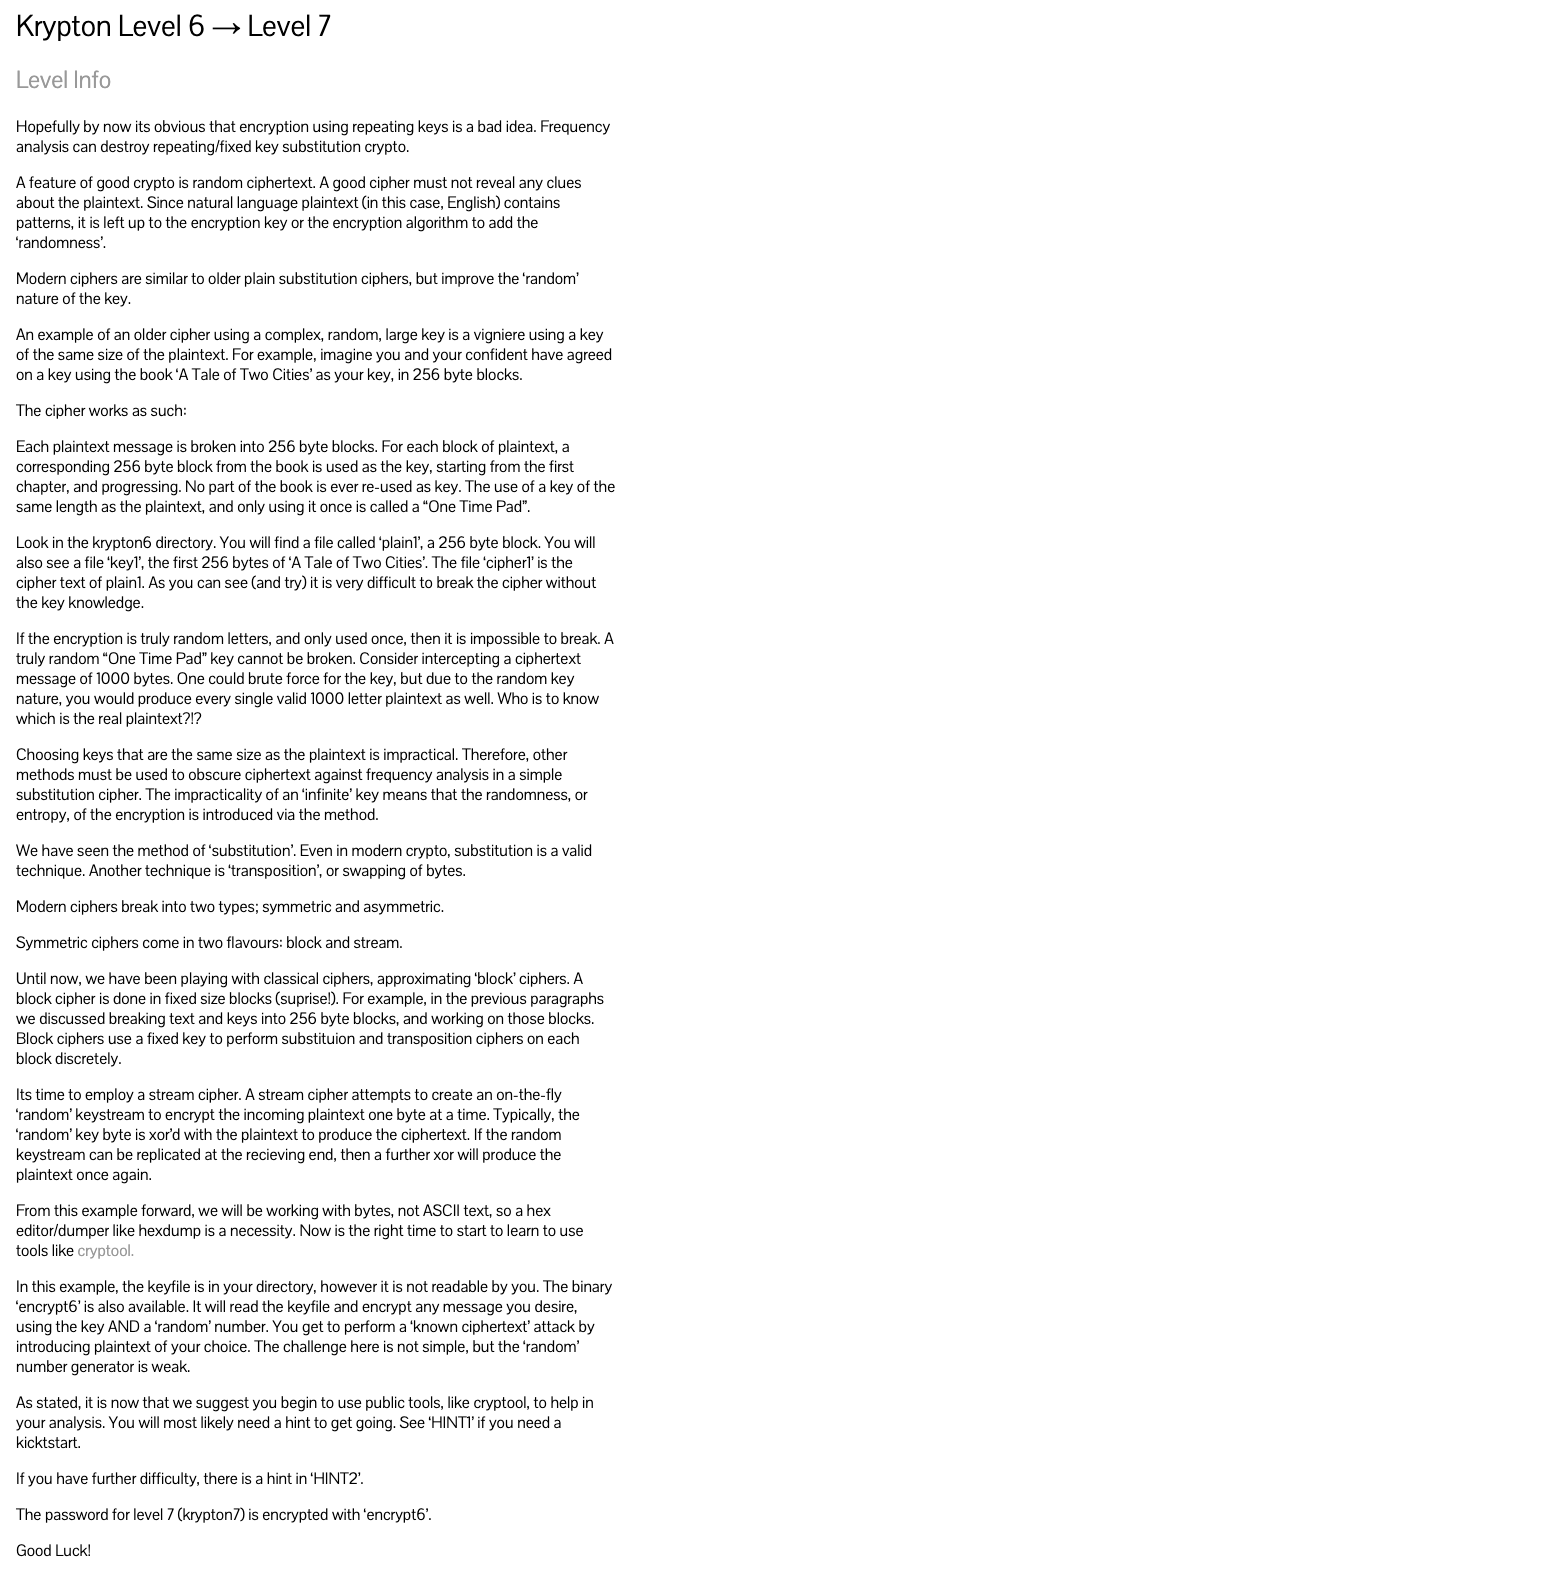 Krypton Level 6 → Level 7
Level Info
Hopefully by now its obvious that encryption using repeating keys is a bad idea. Frequency
analysis can destroy repeating/fixed key substitution crypto.
A feature of good crypto is random ciphertext. A good cipher must not reveal any clues
about the plaintext. Since natural language plaintext (in this case, English) contains
patterns, it is left up to the encryption key or the encryption algorithm to add the
‘randomness’.
Modern ciphers are similar to older plain substitution ciphers, but improve the ‘random’
nature of the key.
An example of an older cipher using a complex, random, large key is a vigniere using a key
of the same size of the plaintext. For example, imagine you and your confident have agreed
on a key using the book ‘A Tale of Two Cities’ as your key, in 256 byte blocks.
The cipher works as such:
Each plaintext message is broken into 256 byte blocks. For each block of plaintext, a
corresponding 256 byte block from the book is used as the key, starting from the first
chapter, and progressing. No part of the book is ever re-used as key. The use of a key of the
same length as the plaintext, and only using it once is called a “One Time Pad”.
Look in the krypton6 directory. You will find a file called ‘plain1’, a 256 byte block. You will
also see a file ‘key1’, the first 256 bytes of ‘A Tale of Two Cities’. The file ‘cipher1’ is the
cipher text of plain1. As you can see (and try) it is very difficult to break the cipher without
the key knowledge.
If the encryption is truly random letters, and only used once, then it is impossible to break. A
truly random “One Time Pad” key cannot be broken. Consider intercepting a ciphertext
message of 1000 bytes. One could brute force for the key, but due to the random key
nature, you would produce every single valid 1000 letter plaintext as well. Who is to know
which is the real plaintext?!?
Choosing keys that are the same size as the plaintext is impractical. Therefore, other
methods must be used to obscure ciphertext against frequency analysis in a simple
substitution cipher. The impracticality of an ‘infinite’ key means that the randomness, or
entropy, of the encryption is introduced via the method.
We have seen the method of ‘substitution’. Even in modern crypto, substitution is a valid
technique. Another technique is ‘transposition’, or swapping of bytes.
Modern ciphers break into two types; symmetric and asymmetric.
Symmetric ciphers come in two flavours: block and stream.
Until now, we have been playing with classical ciphers, approximating ‘block’ ciphers. A
block cipher is done in fixed size blocks (suprise!). For example, in the previous paragraphs
we discussed breaking text and keys into 256 byte blocks, and working on those blocks.
Block ciphers use a fixed key to perform substituion and transposition ciphers on each
block discretely.
Its time to employ a stream cipher. A stream cipher attempts to create an on-the-fly
‘random’ keystream to encrypt the incoming plaintext one byte at a time. Typically, the
‘random’ key byte is xor’d with the plaintext to produce the ciphertext. If the random
keystream can be replicated at the recieving end, then a further xor will produce the
plaintext once again.
From this example forward, we will be working with bytes, not ASCII text, so a hex
editor/dumper like hexdump is a necessity. Now is the right time to start to learn to use
tools like cryptool.
In this example, the keyfile is in your directory, however it is not readable by you. The binary
‘encrypt6’ is also available. It will read the keyfile and encrypt any message you desire,
using the key AND a ‘random’ number. You get to perform a ‘known ciphertext’ attack by
introducing plaintext of your choice. The challenge here is not simple, but the ‘random’
number generator is weak.
As stated, it is now that we suggest you begin to use public tools, like cryptool, to help in
your analysis. You will most likely need a hint to get going. See ‘HINT1’ if you need a
kicktstart.
If you have further difficulty, there is a hint in ‘HINT2’.
The password for level 7 (krypton7) is encrypted with ‘encrypt6’.
Good Luck!